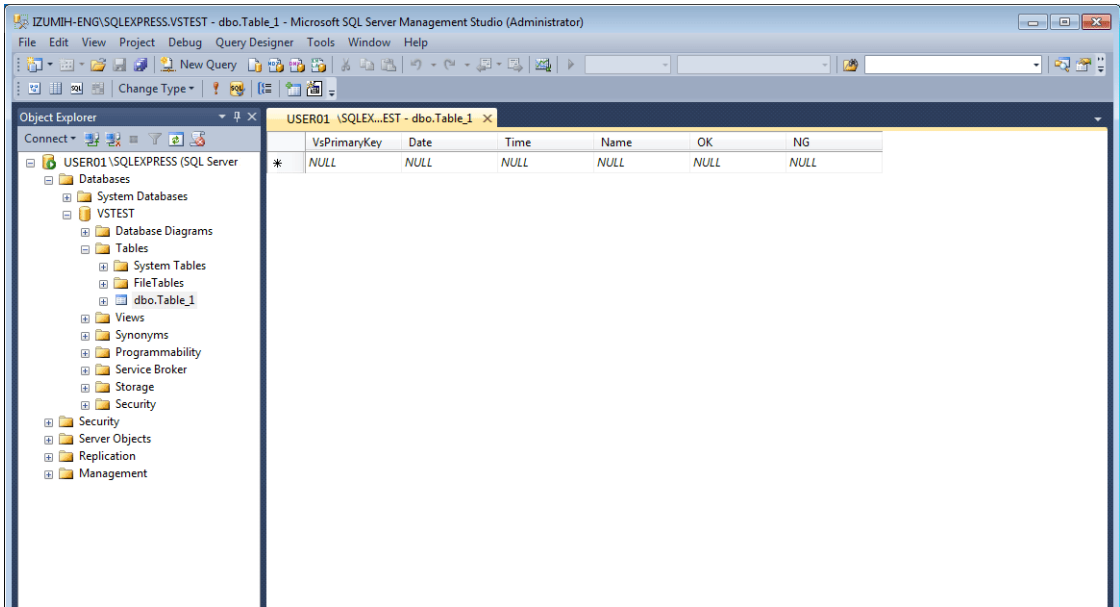 IZUMIH-ENG\SQLEXPRESS.VSTEST - dbo.Table_1 - Microsoft SQL Server Management Studio (Administrator)
File Edit View Project Debug Query Designer Tools Window Help
New Query
Change Type
Object Explorer
USER01 \SQLEX...EST - dbo.Table_1
Connect
VsPrimaryKey Date Time Name OK NG
USER01\SQLEXPRESS (SQL Server
NULL NULL NULL NULL NULL NULL
Databases
System Databases
VSTEST
Database Diagrams
Tables
System Tables
FileTables
dbo.Table_1
Views
Synonyms
Programmability
Service Broker
Storage
Security
Security
Server Objects
Replication
Management